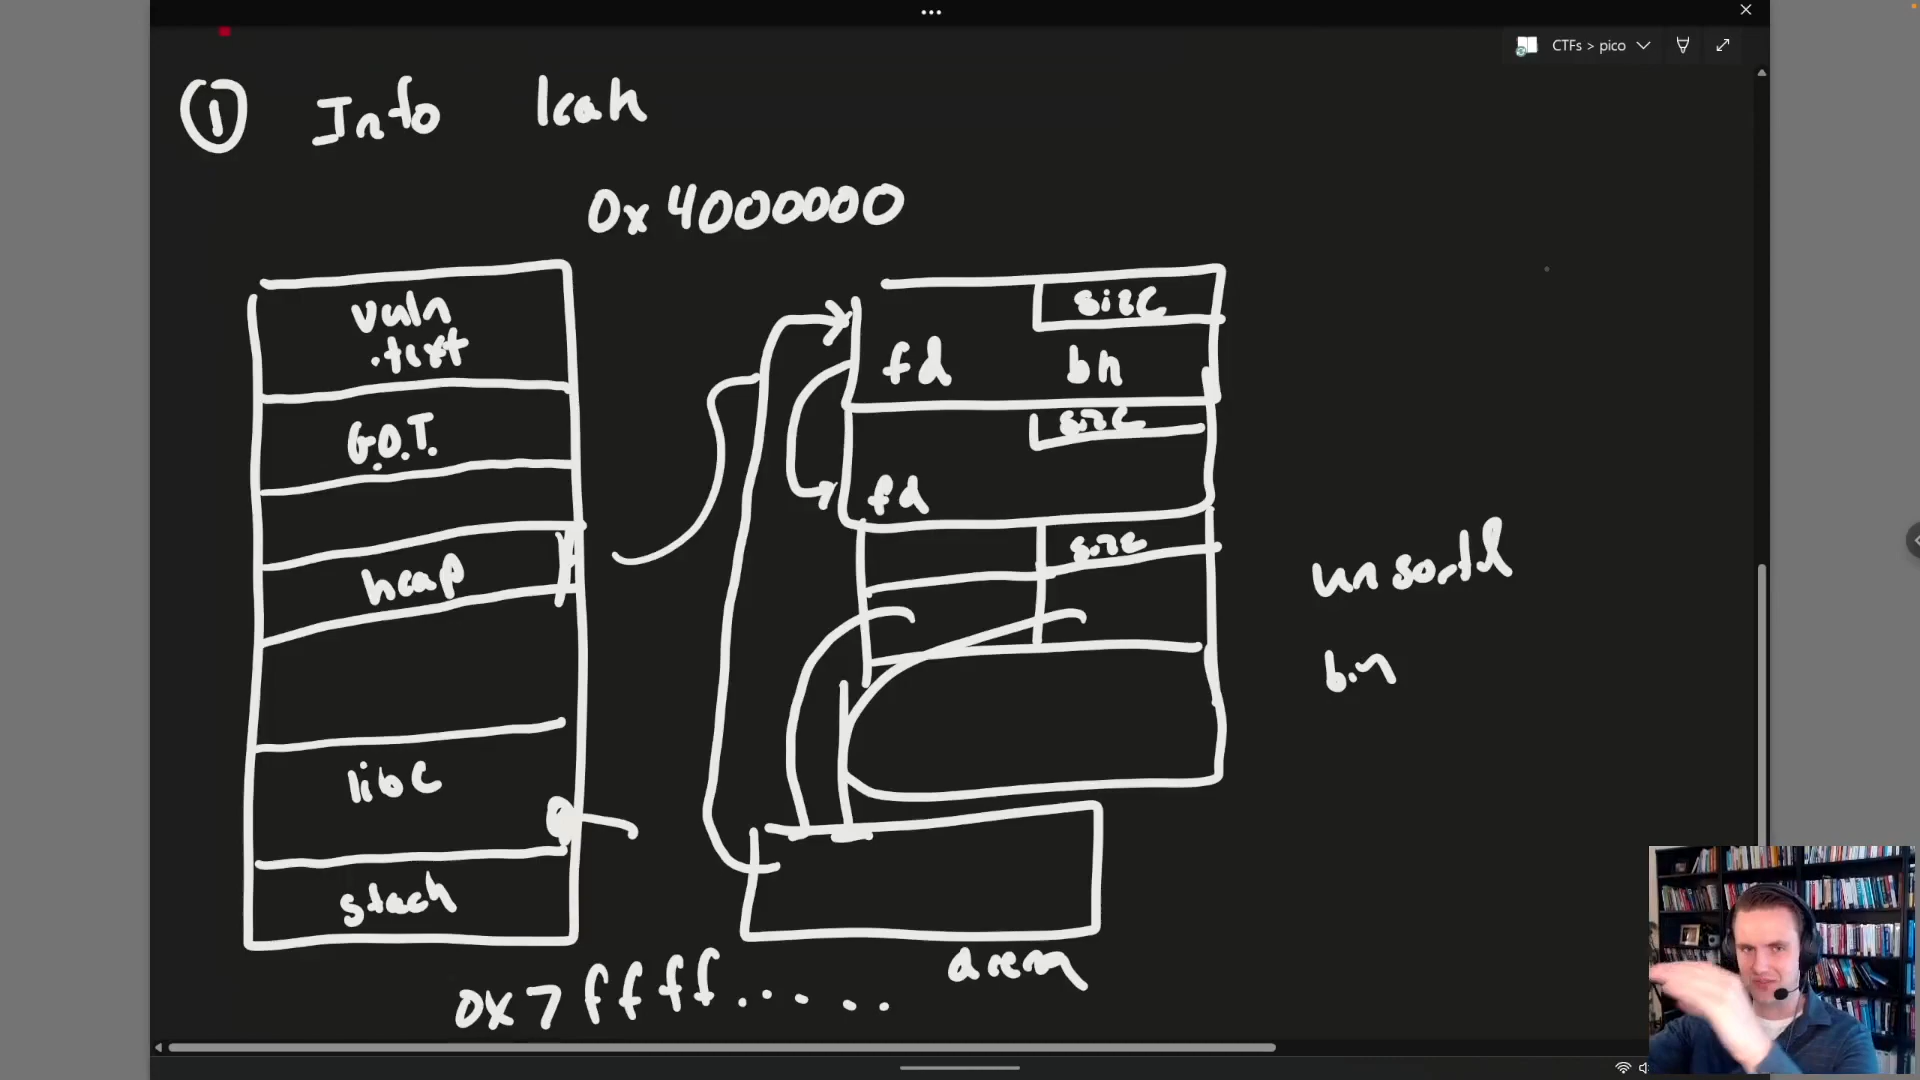 CTFs > pico
① Info leak
0x4000000
vuln
.text
G.O.T.
heap
libc
stack
0x7ffff.....
size
fd bk
size
fd
size
arena
unsorted
bin